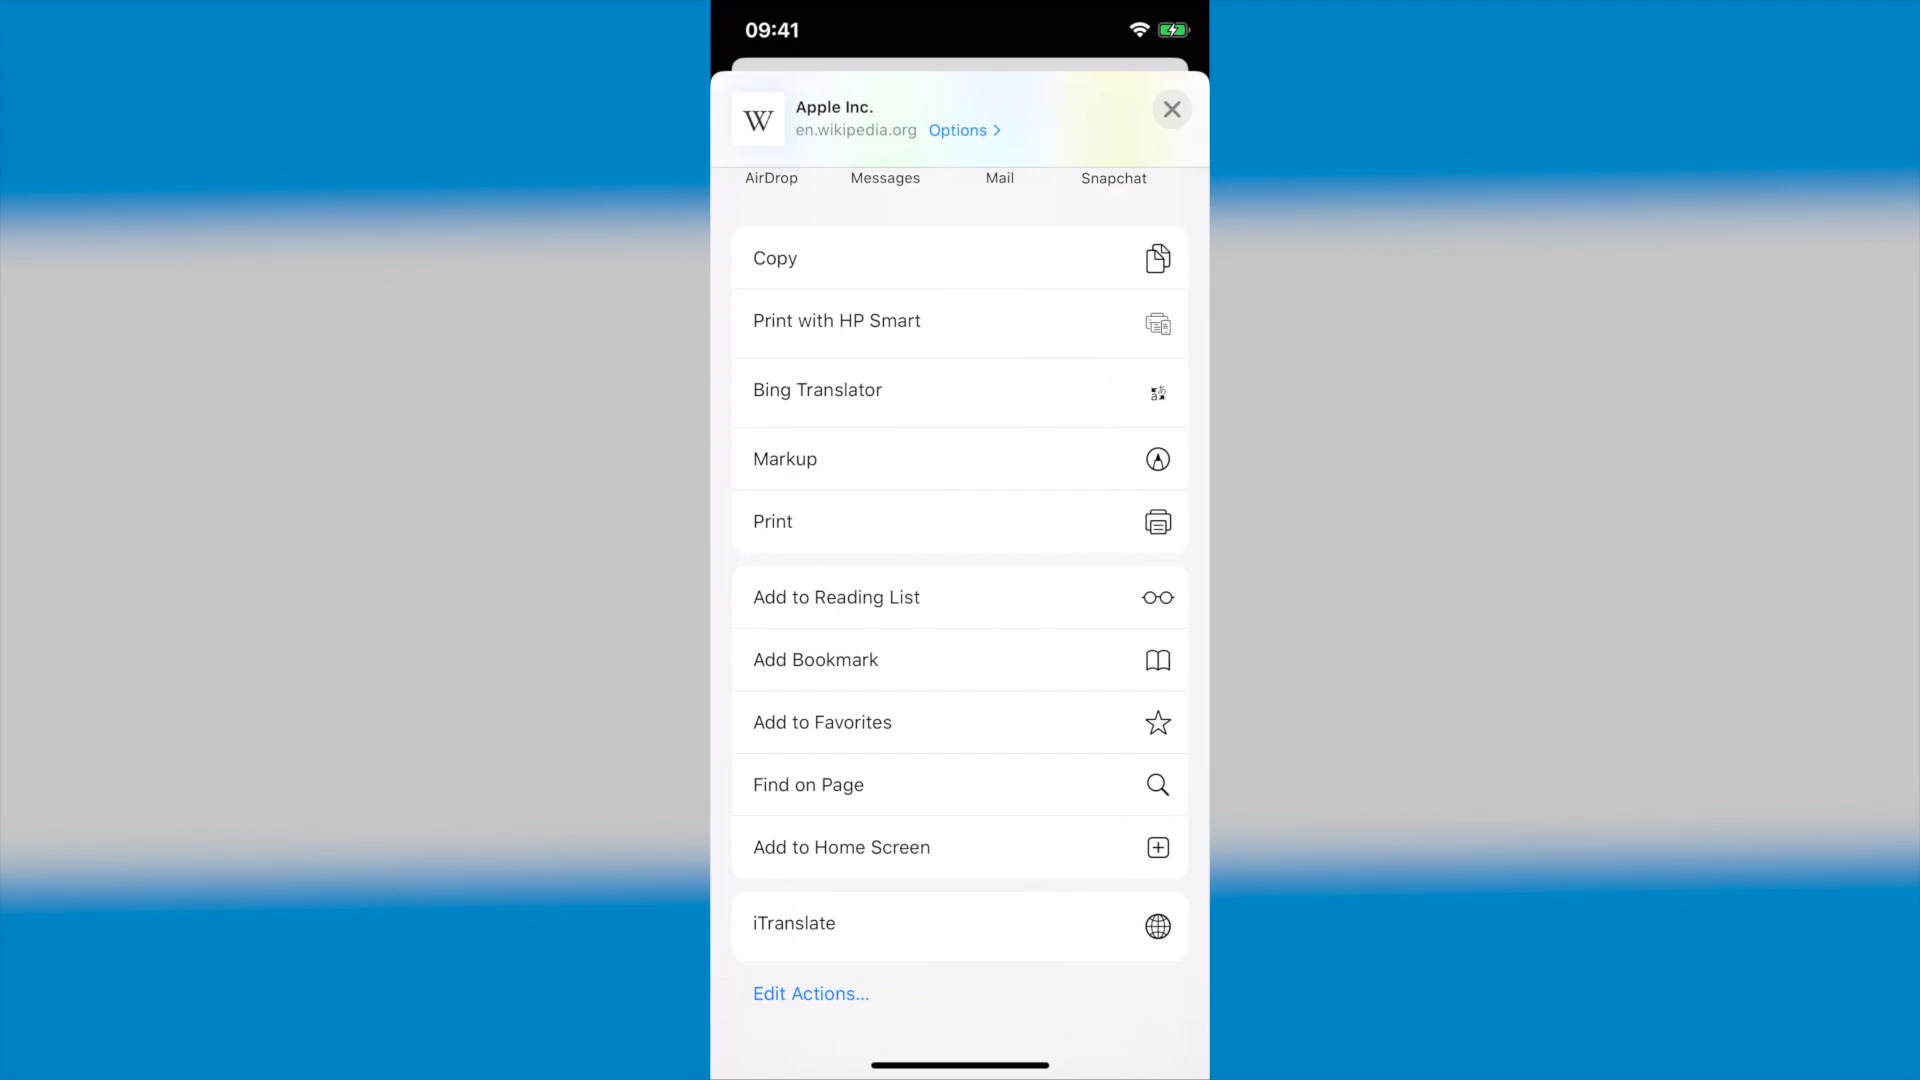 09:41
W
Apple Inc.
en.wikipedia.org Options >
AirDrop Messages Mail Snapchat
Copy
Print with HP Smart
Bing Translator
Markup
Print
Add to Reading List
Add Bookmark
Add to Favorites
Find on Page
Add to Home Screen
iTranslate
Edit Actions...